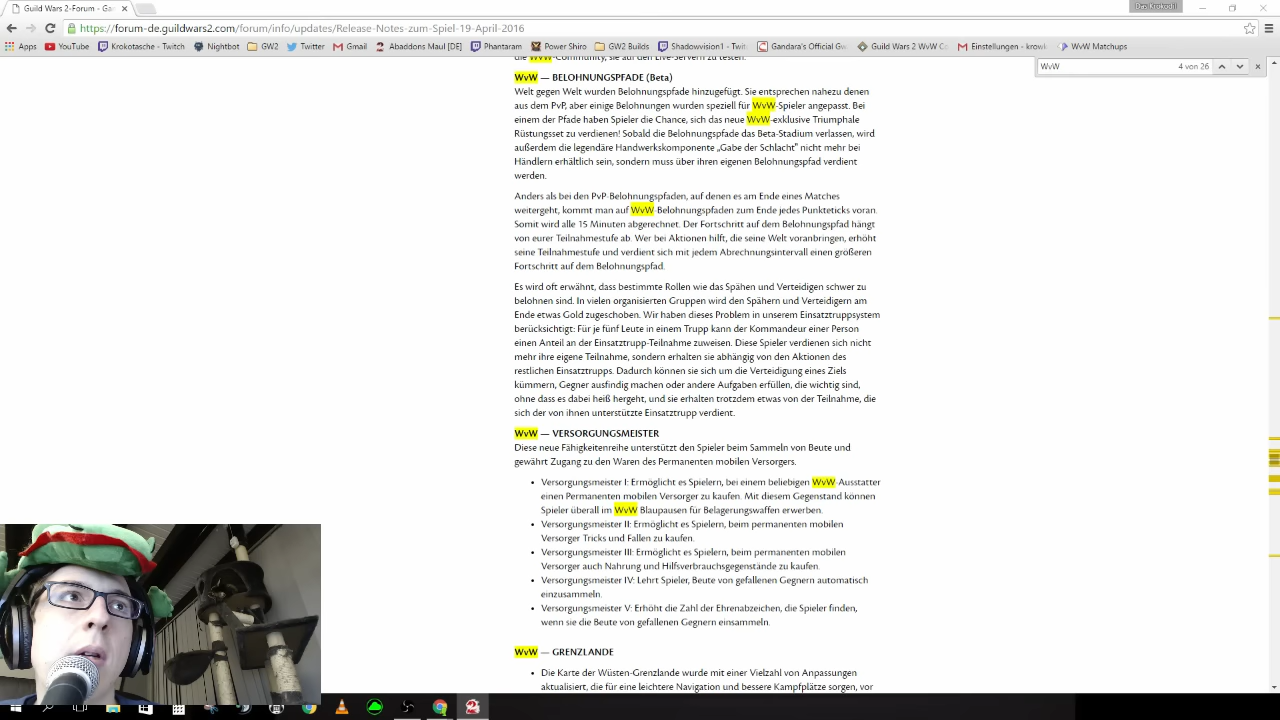 Guild Wars 2-Forum - Ga
Das Krokodil
https://forum-de.guildwars2.com/forum/info/updates/Release-Notes-zum-Spiel-19-April-2016
Apps YouTube Krokotasche - Twitch Nightbot GW2 Twitter Gmail Abaddons Maul [DE] Phantaram Power Shiro GW2 Builds Shadowvision1 - Twit Gandara's Official Gw Guild Wars 2 WvW Co Einstellungen - krowk WvW Matchups
WvW 4 von 26
die WvW-Community, sie auf den Live-Servern zu testen.
WvW — BELOHNUNGSPFADE (Beta)
Welt gegen Welt wurden Belohnungspfade hinzugefügt. Sie entsprechen nahezu denen
aus dem PvP, aber einige Belohnungen wurden speziell für WvW-Spieler angepasst. Bei
einem der Pfade haben Spieler die Chance, sich das neue WvW-exklusive Triumphale
Rüstungsset zu verdienen! Sobald die Belohnungspfade das Beta-Stadium verlassen, wird
außerdem die legendäre Handwerkskomponente „Gabe der Schlacht" nicht mehr bei
Händlern erhältlich sein, sondern muss über ihren eigenen Belohnungspfad verdient
werden.
Anders als bei den PvP-Belohnungspfaden, auf denen es am Ende eines Matches
weitergeht, kommt man auf WvW-Belohnungspfaden zum Ende jedes Punkteticks voran.
Somit wird alle 15 Minuten abgerechnet. Der Fortschritt auf dem Belohnungspfad hängt
von eurer Teilnahmestufe ab. Wer bei Aktionen hilft, die seine Welt voranbringen, erhöht
seine Teilnahmestufe und verdient sich mit jedem Abrechnungsintervall einen größeren
Fortschritt auf dem Belohnungspfad.
Es wird oft erwähnt, dass bestimmte Rollen wie das Spähen und Verteidigen schwer zu
belohnen sind. In vielen organisierten Gruppen wird den Spähern und Verteidigern am
Ende etwas Gold zugeschoben. Wir haben dieses Problem in unserem Einsatztruppsystem
berücksichtigt: Für je fünf Leute in einem Trupp kann der Kommandeur einer Person
einen Anteil an der Einsatztrupp-Teilnahme zuweisen. Diese Spieler verdienen sich nicht
mehr ihre eigene Teilnahme, sondern erhalten sie abhängig von den Aktionen des
restlichen Einsatztrupps. Dadurch können sie sich um die Verteidigung eines Ziels
kümmern, Gegner ausfindig machen oder andere Aufgaben erfüllen, die wichtig sind,
ohne dass es dabei heiß hergeht, und sie erhalten trotzdem etwas von der Teilnahme, die
sich der von ihnen unterstützte Einsatztrupp verdient.
WvW — VERSORGUNGSMEISTER
Diese neue Fähigkeitenreihe unterstützt den Spieler beim Sammeln von Beute und
gewährt Zugang zu den Waren des Permanenten mobilen Versorgers.
• Versorgungsmeister I: Ermöglicht es Spielern, bei einem beliebigen WvW-Ausstatter
einen Permanenten mobilen Versorger zu kaufen. Mit diesem Gegenstand können
Spieler überall im WvW Blaupausen für Belagerungswaffen erwerben.
• Versorgungsmeister II: Ermöglicht es Spielern, beim permanenten mobilen
Versorger Tricks und Fallen zu kaufen.
• Versorgungsmeister III: Ermöglicht es Spielern, beim permanenten mobilen
Versorger auch Nahrung und Hilfsverbrauchsgegenstände zu kaufen.
• Versorgungsmeister IV: Lehrt Spieler, Beute von gefallenen Gegnern automatisch
einzusammeln.
• Versorgungsmeister V: Erhöht die Zahl der Ehrenabzeichen, die Spieler finden,
wenn sie die Beute von gefallenen Gegnern einsammeln.
WvW — GRENZLANDE
• Die Karte der Wüsten-Grenzlande wurde mit einer Vielzahl von Anpassungen
aktualisiert, die für eine leichtere Navigation und bessere Kampfplätze sorgen, vor